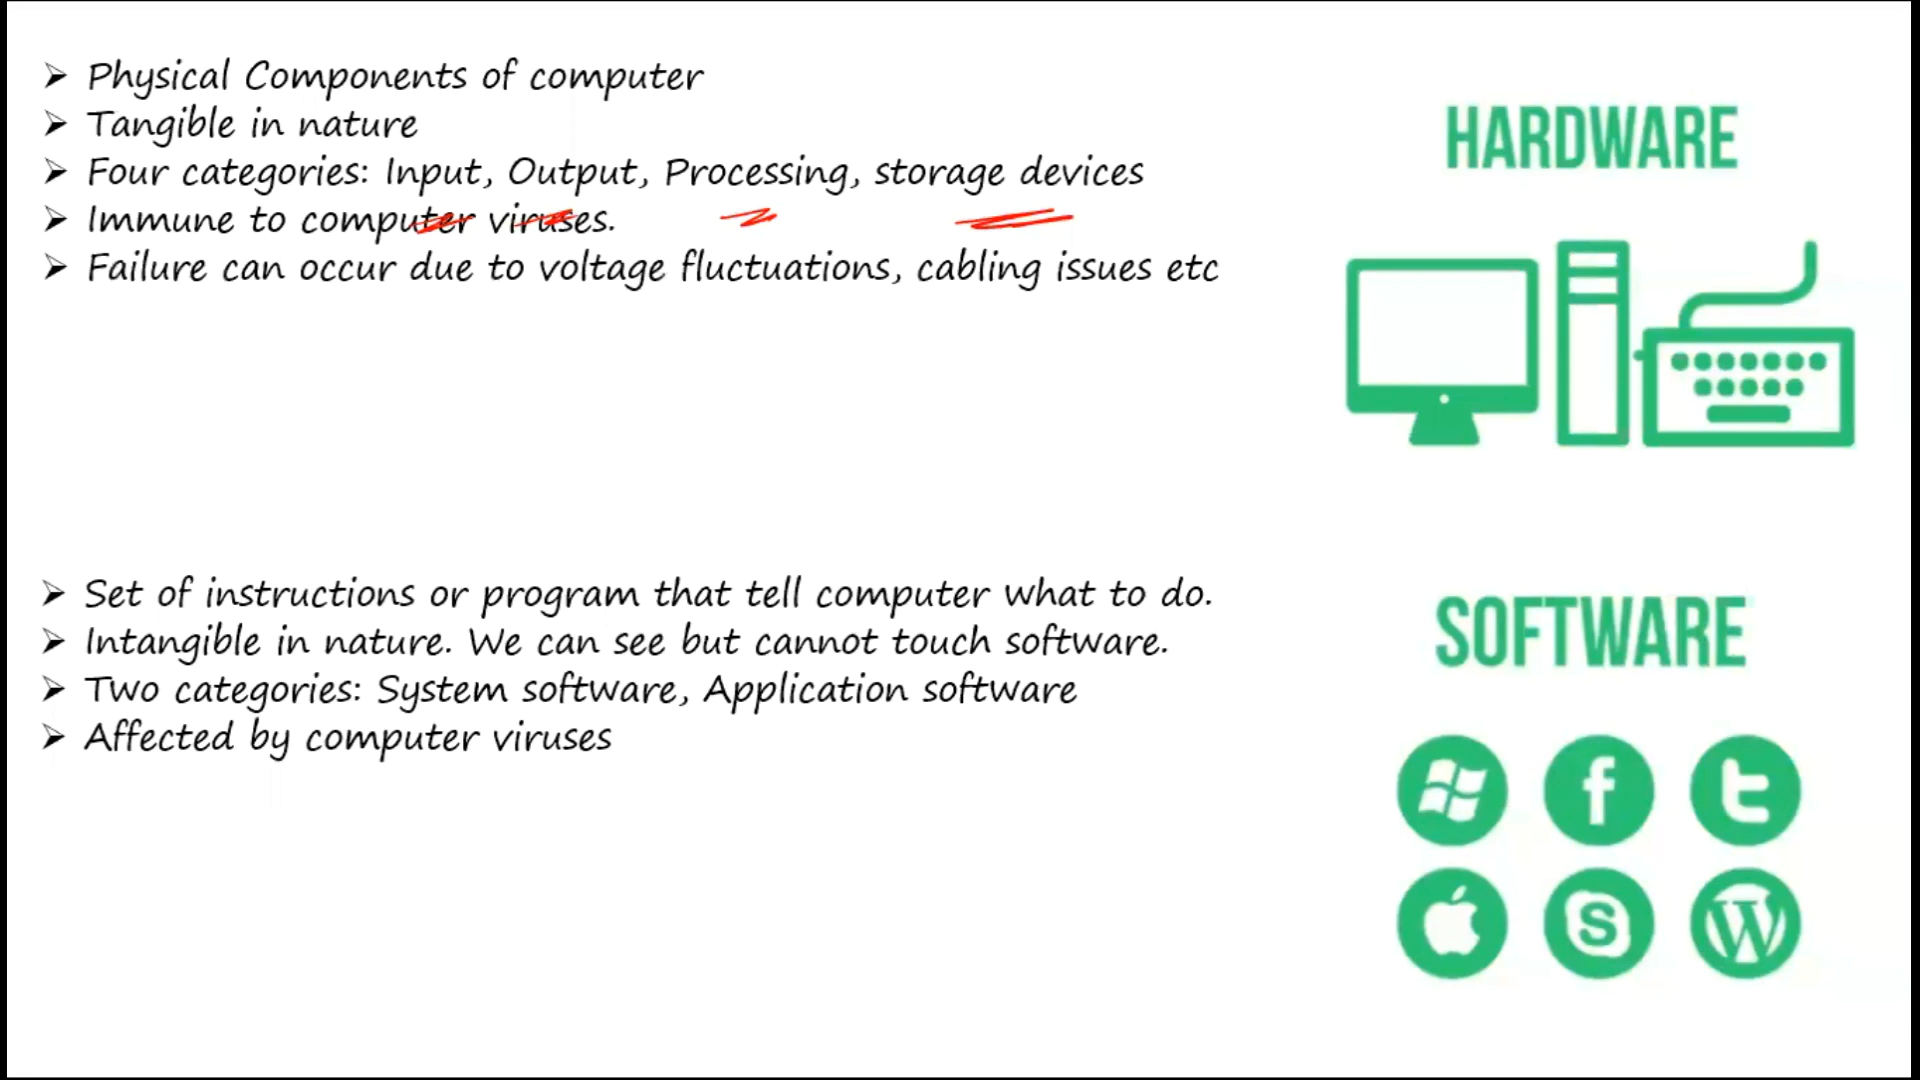 ➢ Physical Components of computer
➢ Tangible in nature
➢ Four categories: Input, Output, Processing, storage devices
➢ Immune to computer viruses.
➢ Failure can occur due to voltage fluctuations, cabling issues etc
HARDWARE
➢ Set of instructions or program that tell computer what to do.
➢ Intangible in nature. We can see but cannot touch software.
➢ Two categories: System software, Application software
➢ Affected by computer viruses
SOFTWARE